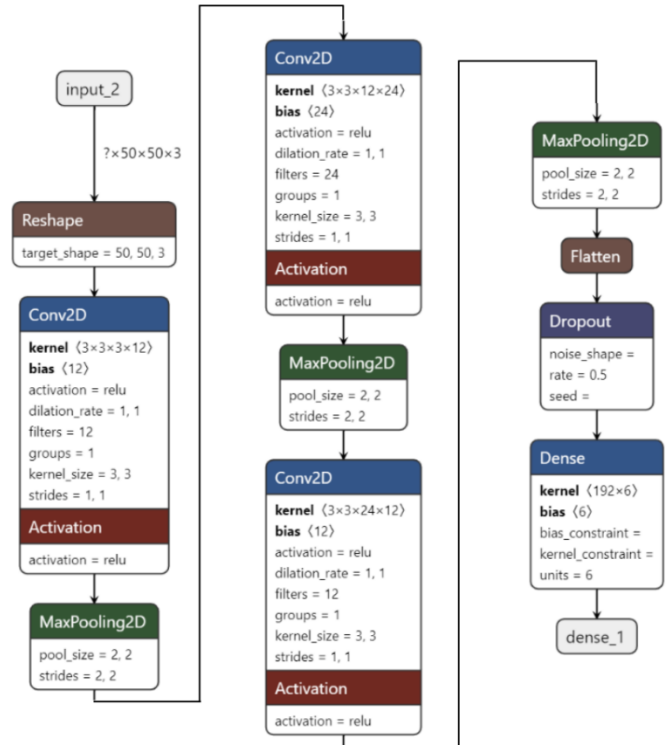 input_2
?×50×50×3
Reshape
target_shape = 50, 50, 3
Conv2D
kernel ⟨3×3×3×12⟩
bias ⟨12⟩
activation = relu
dilation_rate = 1, 1
filters = 12
groups = 1
kernel_size = 3, 3
strides = 1, 1
Activation
activation = relu
MaxPooling2D
pool_size = 2, 2
strides = 2, 2
Conv2D
kernel ⟨3×3×12×24⟩
bias ⟨24⟩
activation = relu
dilation_rate = 1, 1
filters = 24
groups = 1
kernel_size = 3, 3
strides = 1, 1
Activation
activation = relu
MaxPooling2D
pool_size = 2, 2
strides = 2, 2
Conv2D
kernel ⟨3×3×24×12⟩
bias ⟨12⟩
activation = relu
dilation_rate = 1, 1
filters = 12
groups = 1
kernel_size = 3, 3
strides = 1, 1
Activation
activation = relu
MaxPooling2D
pool_size = 2, 2
strides = 2, 2
Flatten
Dropout
noise_shape =
rate = 0.5
seed =
Dense
kernel ⟨192×6⟩
bias ⟨6⟩
bias_constraint =
kernel_constraint =
units = 6
dense_1